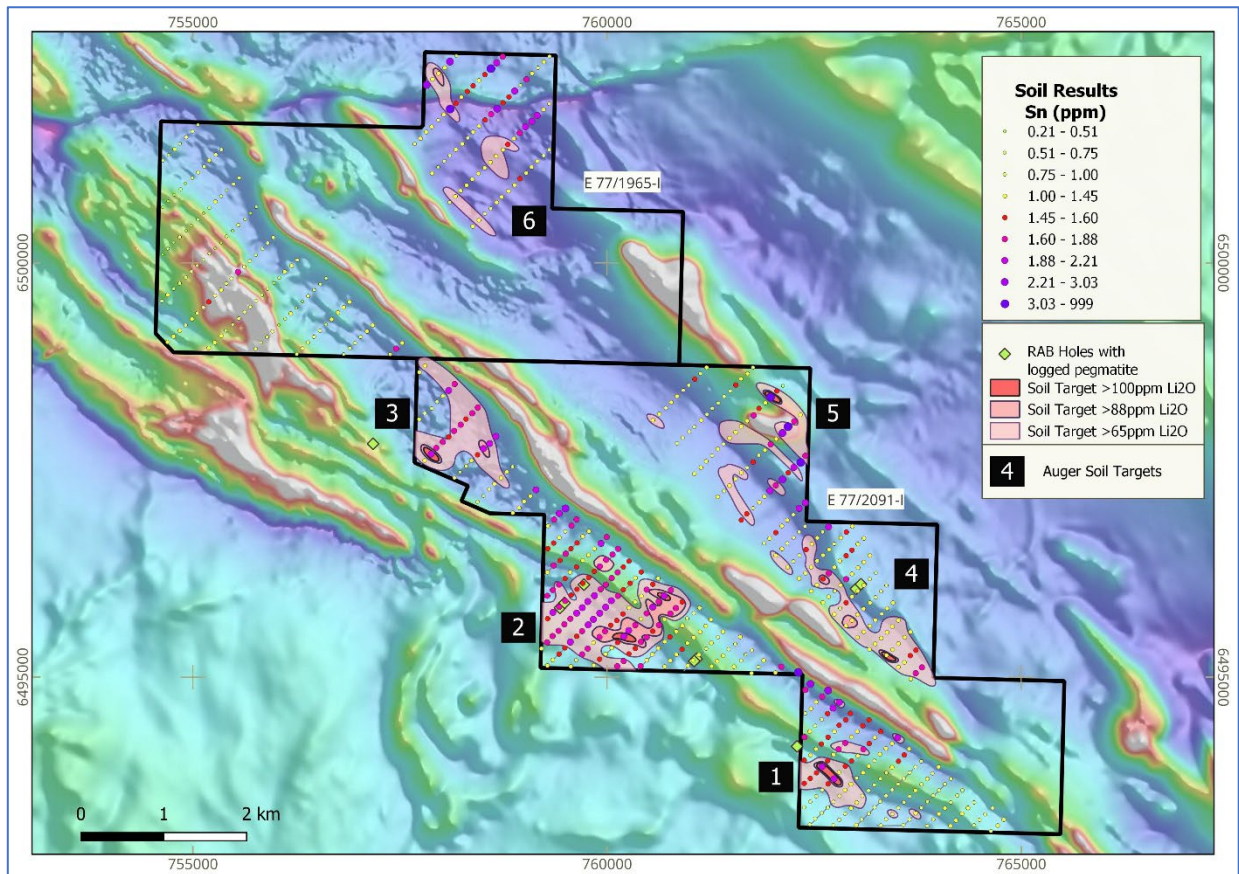 755000
760000
765000
6500000
6495000
6500000
6495000
755000
760000
765000
Soil Results
Sn (ppm)
0.21 - 0.51
0.51 - 0.75
0.75 - 1.00
1.00 - 1.45
1.45 - 1.60
1.60 - 1.88
1.88 - 2.21
2.21 - 3.03
3.03 - 999
RAB Holes with
logged pegmatite
Soil Target >100ppm Li2O
Soil Target >88ppm Li2O
Soil Target >65ppm Li2O
4 Auger Soil Targets
E 77/1965-I
6
3
5
E 77/2091-I
4
2
1
0 1 2 km